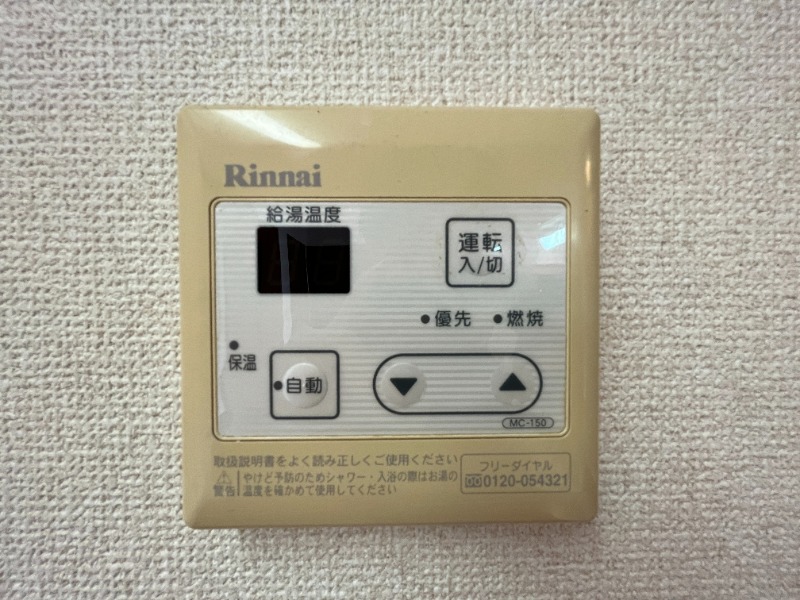 Rinnai
給湯温度
運転
入/切
優先 燃焼
保温
自動
▼ ▲
MC-150
取扱説明書をよく読み正しくご使用ください
警告
やけど予防のためシャワー・入浴の際はお湯の
温度を確かめて使用してください
フリーダイヤル
0120-054321